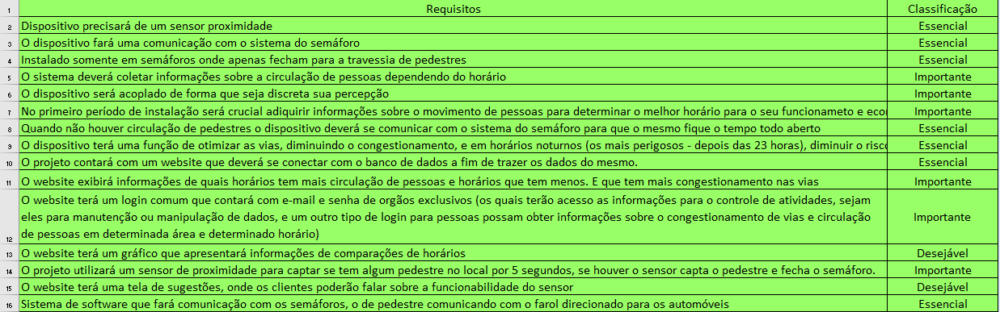 1 Requisitos Classificação
2 Dispositivo precisará de um sensor proximidade Essencial
3 O dispositivo fará uma comunicação com o sistema do semáforo Essencial
4 Instalado somente em semáforos onde apenas fecham para a travessia de pedestres Essencial
5 O sistema deverá coletar informações sobre a circulação de pessoas dependendo do horário Importante
6 O dispositivo será acoplado de forma que seja discreta sua percepção Importante
7 No primeiro período de instalação será crucial adiquirir informações sobre o movimento de pessoas para determinar o melhor horário para o seu funcionameto e econ Importante
8 Quando não houver circulação de pedestres o dispositivo deverá se comunicar com o sistema do semáforo para que o mesmo fique o tempo todo aberto Essencial
9 O dispositivo terá uma função de otimizar as vias, diminuindo o congestionamento, e em horários noturnos (os mais perigosos - depois das 23 horas), diminuir o risco Essencial
10 O projeto contará com um website que deverá se conectar com o banco de dados a fim de trazer os dados do mesmo. Essencial
11 O website exibirá informações de quais horários tem mais circulação de pessoas e horários que tem menos. E que tem mais congestionamento nas vias Importante
O website terá um login comum que contará com e-mail e senha de orgãos exclusivos (os quais terão acesso as informações para o controle de atividades, sejam
eles para manutenção ou manipulação de dados, e um outro tipo de login para pessoas possam obter informações sobre o congestionamento de vias e circulação Importante
12 de pessoas em determinada área e determinado horário)
13 O website terá um gráfico que apresentará informações de comparações de horários Desejável
14 O projeto utilizará um sensor de proximidade para captar se tem algum pedestre no local por 5 segundos, se houver o sensor capta o pedestre e fecha o semáforo. Importante
15 O website terá uma tela de sugestões, onde os clientes poderão falar sobre a funcionabilidade do sensor Desejável
16 Sistema de software que fará comunicação com os semáforos, o de pedestre comunicando com o farol direcionado para os automóveis Essencial